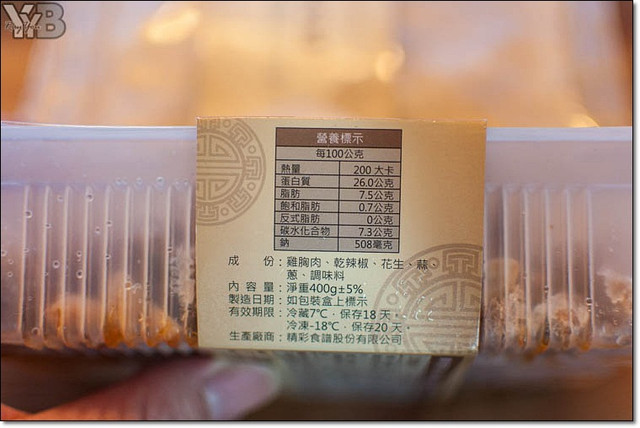 YWB
營養標示
每100公克
熱量 200 大卡
蛋白質 26.0公克
脂肪 7.5公克
飽和脂肪 0.7公克
反式脂肪 0公克
碳水化合物 7.3公克
鈉 508毫克
成 份：雞胸肉、乾辣椒、花生、蒜、
蔥、調味料
內 容 量：淨重400g±5%
製造日期：如包裝盒上標示
有效期限：冷藏7℃，保存18天。
冷凍-18℃，保存20天。
生產廠商：精彩食譜股份有限公司